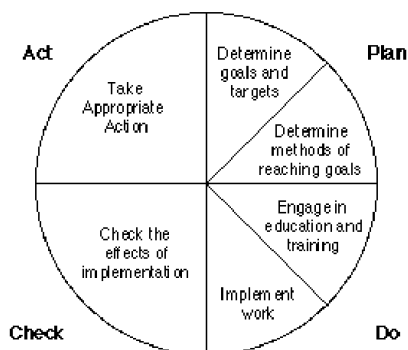 Act
Plan
Take
Appropriate
Action
Determine
goals and
targets
Determine
methods of
reaching goals
Engage in
education and
training
Implement
work
Check the
effects of
implementation
Check
Do